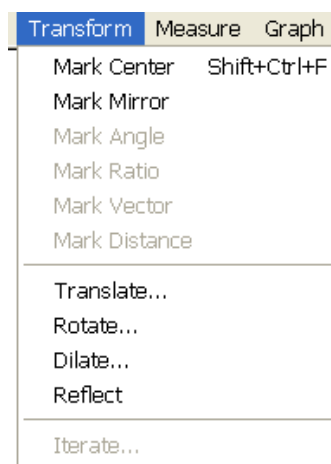 Transform Measure Graph
Mark Center Shift+Ctrl+F
Mark Mirror
Mark Angle
Mark Ratio
Mark Vector
Mark Distance
Translate...
Rotate...
Dilate...
Reflect
Iterate...